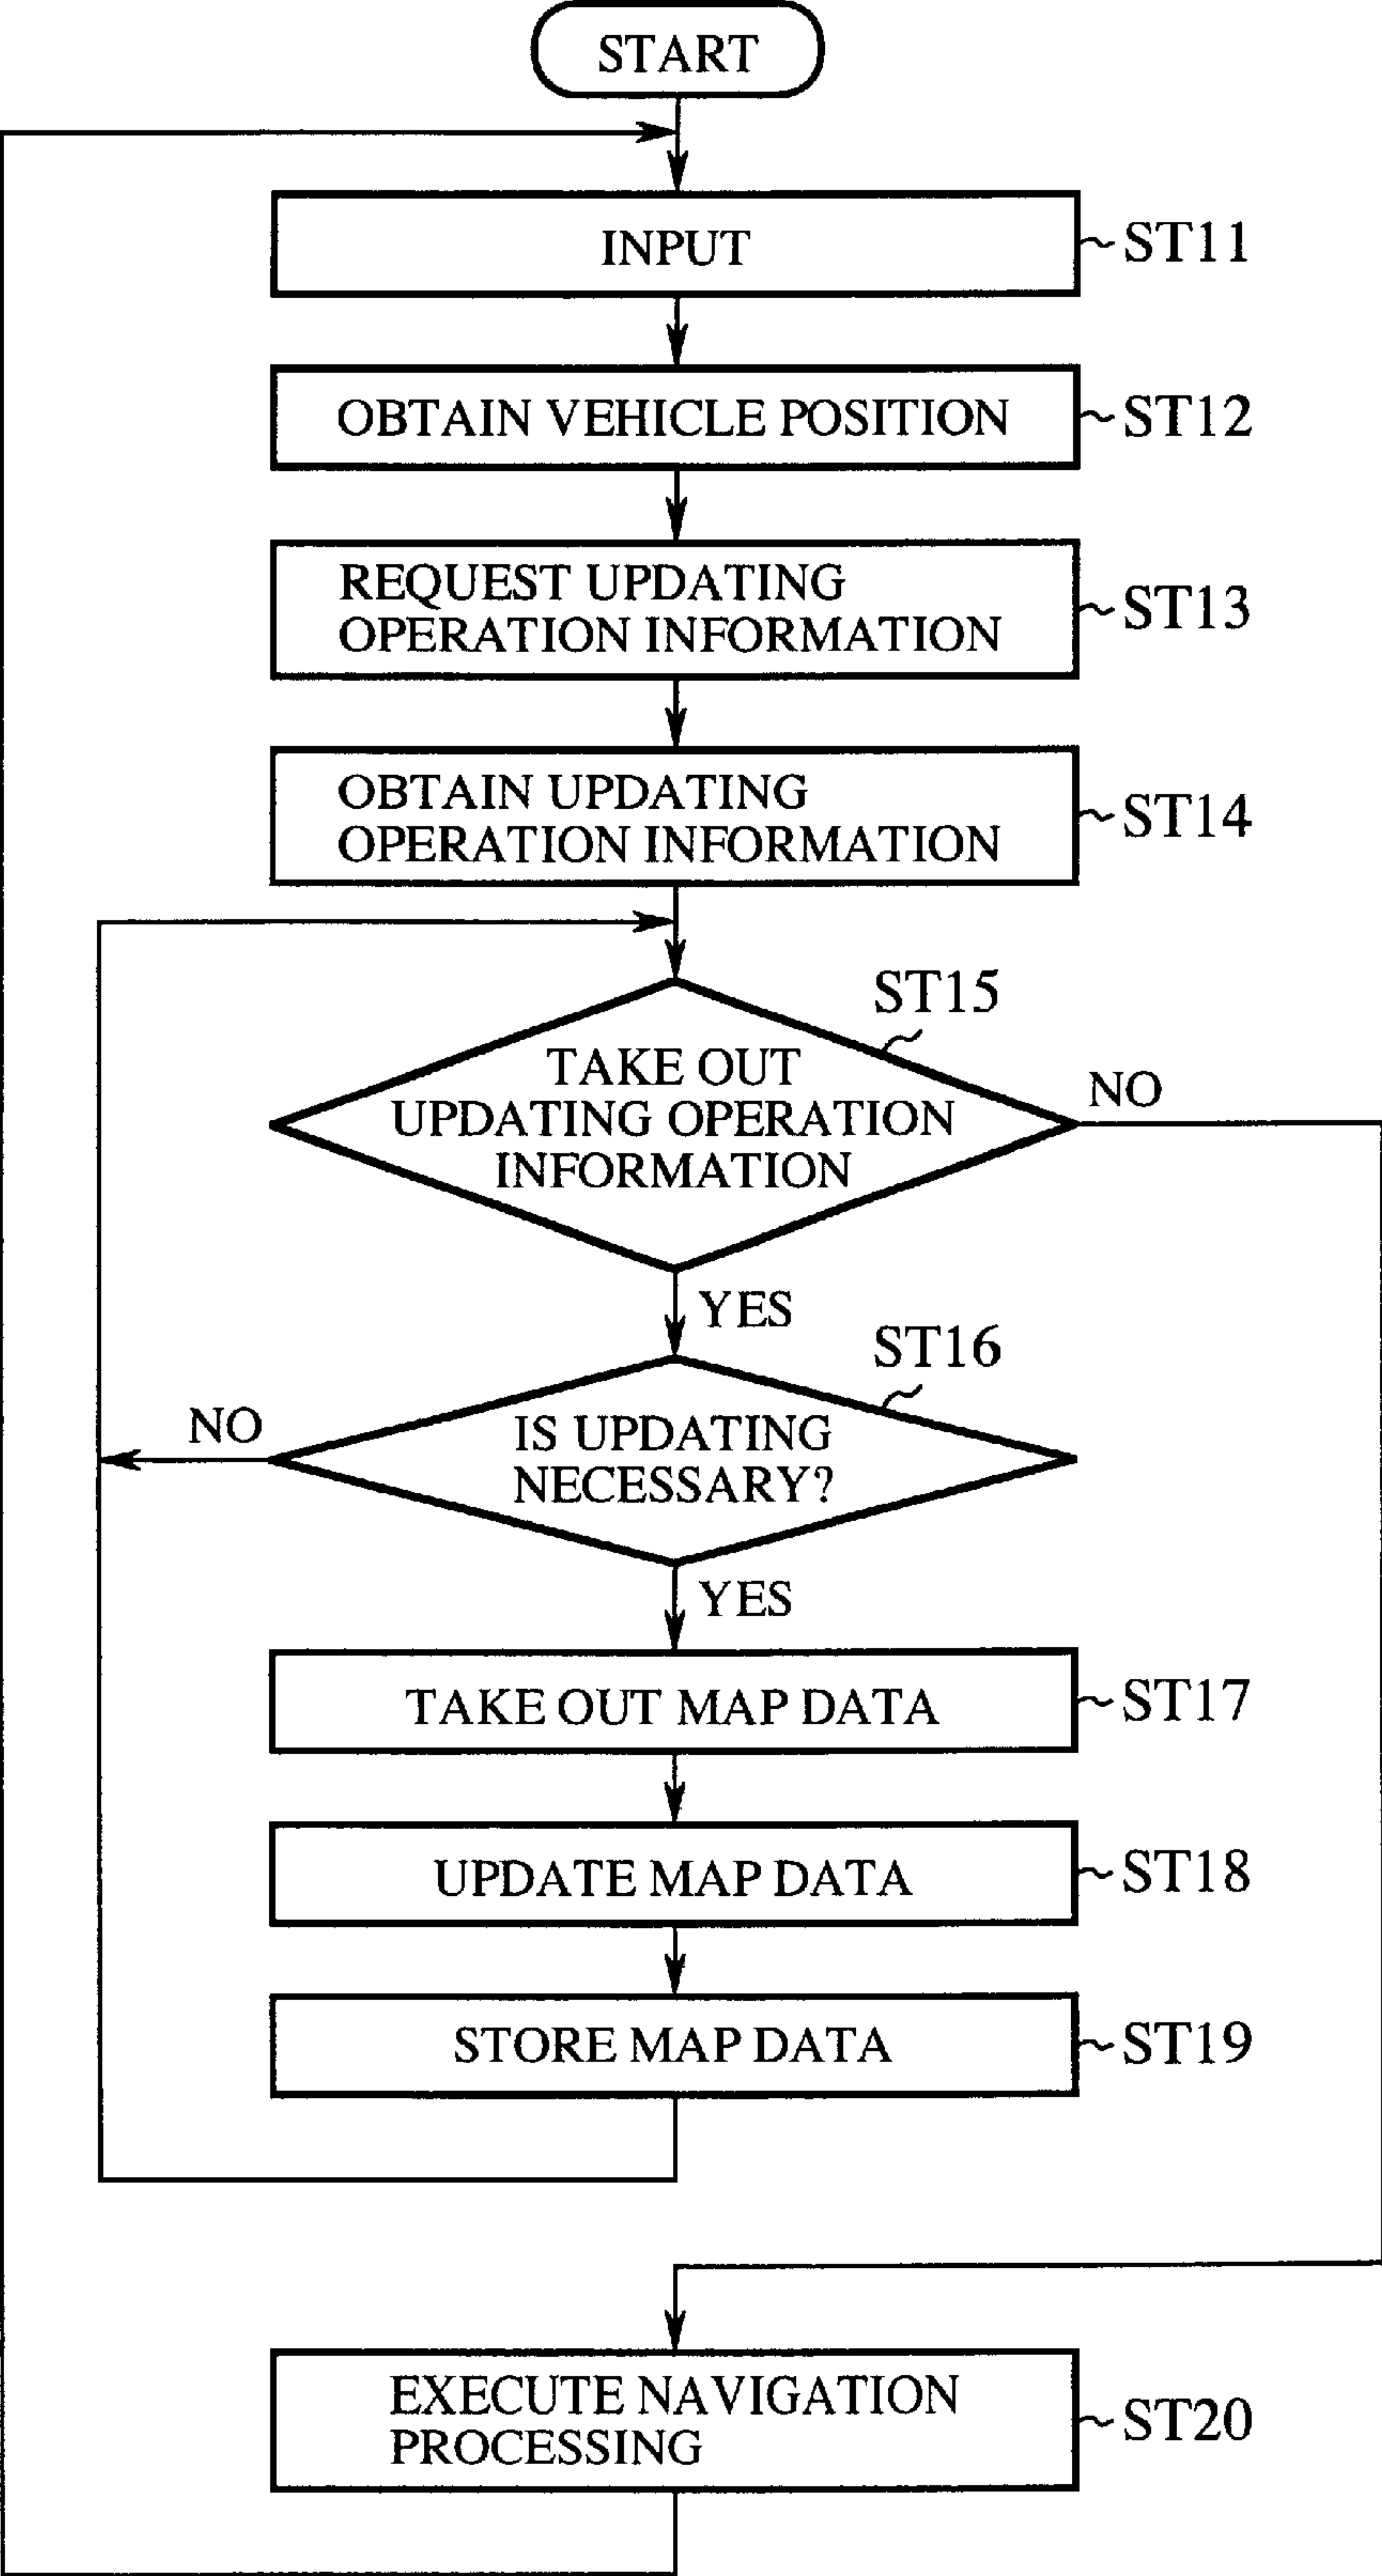 START
INPUT
ST11
OBTAIN VEHICLE POSITION
ST12
REQUEST UPDATING
OPERATION INFORMATION
ST13
OBTAIN UPDATING
OPERATION INFORMATION
ST14
ST15
TAKE OUT
UPDATING OPERATION
INFORMATION
NO
YES
ST16
IS UPDATING
NECESSARY?
NO
YES
TAKE OUT MAP DATA
ST17
UPDATE MAP DATA
ST18
STORE MAP DATA
ST19
EXECUTE NAVIGATION
PROCESSING
ST20